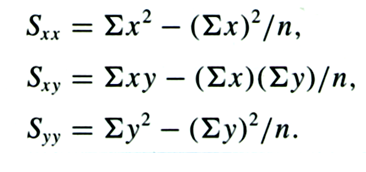 Sxx = Σx² − (Σx)²/n,
Sxy = Σxy − (Σx)(Σy)/n,
Syy = Σy² − (Σy)²/n.